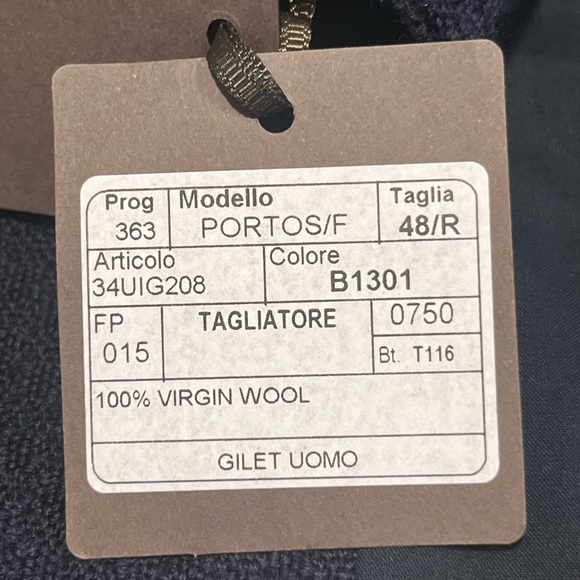 Prog Modello Taglia
363 PORTOS/F 48/R
Articolo Colore
34UIG208 B1301
FP TAGLIATORE 0750
015 Bt. T116
100% VIRGIN WOOL
GILET UOMO